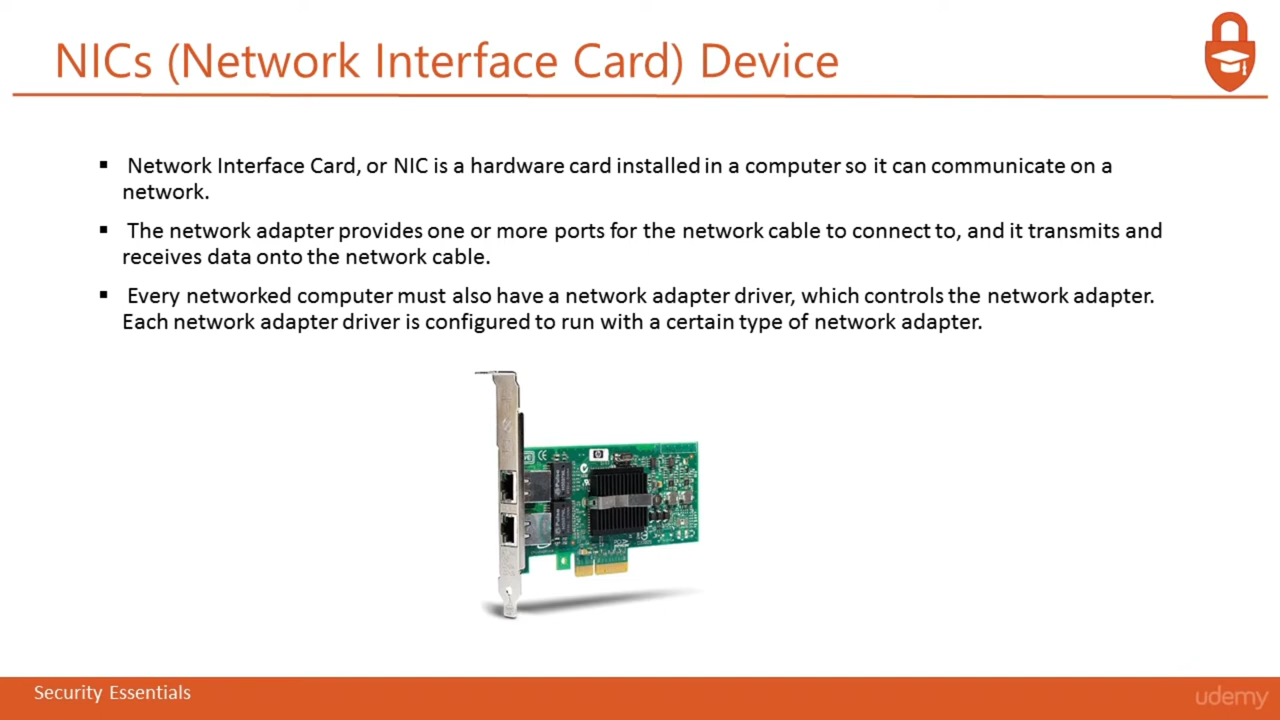 NICs (Network Interface Card) Device
▪ Network Interface Card, or NIC is a hardware card installed in a computer so it can communicate on a
network.
▪ The network adapter provides one or more ports for the network cable to connect to, and it transmits and
receives data onto the network cable.
▪ Every networked computer must also have a network adapter driver, which controls the network adapter.
Each network adapter driver is configured to run with a certain type of network adapter.
Security Essentials
udemy